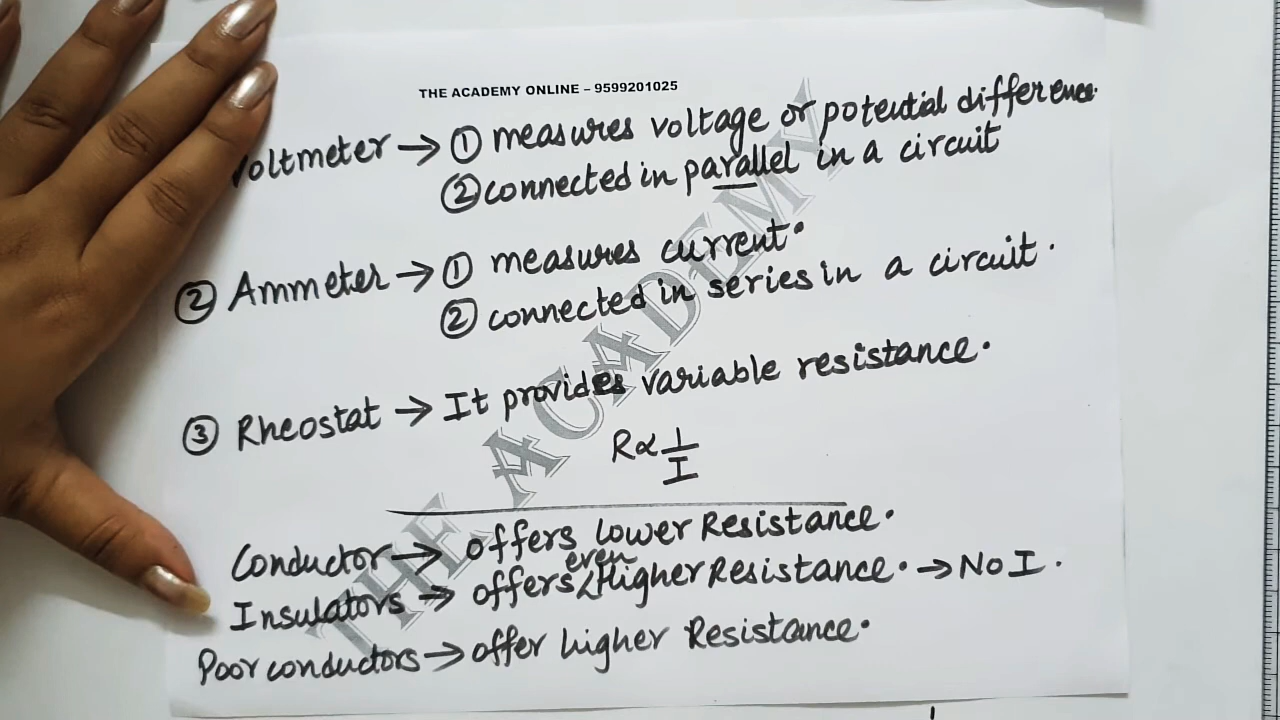 THE ACADEMY ONLINE – 9599201025
Voltmeter → ① measures voltage or potential difference.
② connected in parallel in a circuit
② Ammeter → ① measures current.
② connected in series in a circuit.
③ Rheostat → It provides variable resistance.
R ∝ 1/I
Conductor → offers lower Resistance.
Insulators → offers even Higher Resistance. → No I.
Poor conductors → offer higher Resistance.
THE ACADEMY